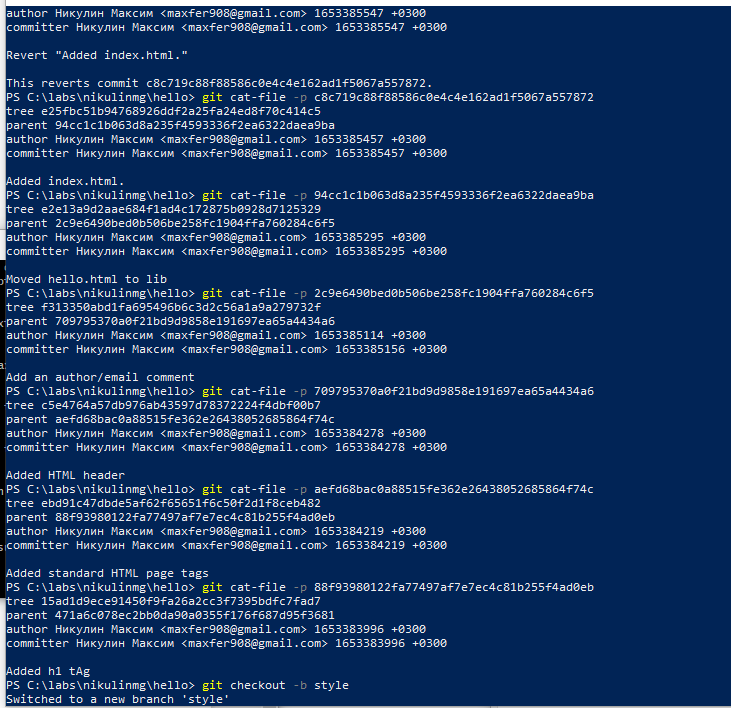 author Никулин Максим <maxfer908@gmail.com> 1653385547 +0300
committer Никулин Максим <maxfer908@gmail.com> 1653385547 +0300
Revert "Added index.html."
This reverts commit c8c719c88f88586c0e4c4e162ad1f5067a557872.
PS C:\labs\nikulinmg\hello> git cat-file -p c8c719c88f88586c0e4c4e162ad1f5067a557872
tree e25fbc51b94768926ddf2a25fa24ed8f70c414c5
parent 94cc1c1b063d8a235f4593336f2ea6322daea9ba
author Никулин Максим <maxfer908@gmail.com> 1653385457 +0300
committer Никулин Максим <maxfer908@gmail.com> 1653385457 +0300
Added index.html.
PS C:\labs\nikulinmg\hello> git cat-file -p 94cc1c1b063d8a235f4593336f2ea6322daea9ba
tree e2e13a9d2aae684f1ad4c172875b0928d7125329
parent 2c9e6490bed0b506be258fc1904ffa760284c6f5
author Никулин Максим <maxfer908@gmail.com> 1653385295 +0300
committer Никулин Максим <maxfer908@gmail.com> 1653385295 +0300
Moved hello.html to lib
PS C:\labs\nikulinmg\hello> git cat-file -p 2c9e6490bed0b506be258fc1904ffa760284c6f5
tree f313350abd1fa695496b6c3d2c56a1a9a279732f
parent 709795370a0f21bd9d9858e191697ea65a4434a6
author Никулин Максим <maxfer908@gmail.com> 1653385114 +0300
committer Никулин Максим <maxfer908@gmail.com> 1653385156 +0300
Add an author/email comment
PS C:\labs\nikulinmg\hello> git cat-file -p 709795370a0f21bd9d9858e191697ea65a4434a6
tree c5e4764a57db976ab43597d78372224f4dbf00b7
parent aefd68bac0a88515fe362e26438052685864f74c
author Никулин Максим <maxfer908@gmail.com> 1653384278 +0300
committer Никулин Максим <maxfer908@gmail.com> 1653384278 +0300
Added HTML header
PS C:\labs\nikulinmg\hello> git cat-file -p aefd68bac0a88515fe362e26438052685864f74c
tree ebd91c47dbde5af62f65651f6c50f2d1f8ceb482
parent 88f93980122fa77497af7e7ec4c81b255f4ad0eb
author Никулин Максим <maxfer908@gmail.com> 1653384219 +0300
committer Никулин Максим <maxfer908@gmail.com> 1653384219 +0300
Added standard HTML page tags
PS C:\labs\nikulinmg\hello> git cat-file -p 88f93980122fa77497af7e7ec4c81b255f4ad0eb
tree 15ad1d9ece91450f9fa26a2cc3f7395bdfc7fad7
parent 471a6c078ec2bb0da90a0355f176f687d95f3681
author Никулин Максим <maxfer908@gmail.com> 1653383996 +0300
committer Никулин Максим <maxfer908@gmail.com> 1653383996 +0300
Added h1 tAg
PS C:\labs\nikulinmg\hello> git checkout -b style
Switched to a new branch 'style'